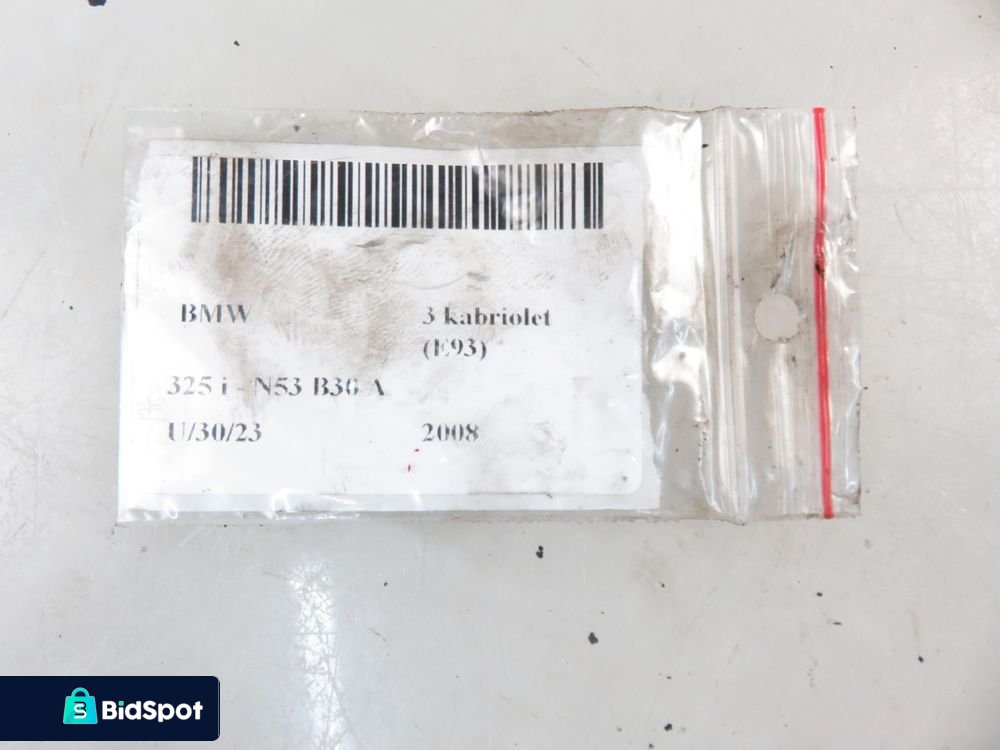 BMW 3 kabriolet
(E93)
325 i - N53 B30 A
U/30/23 2008
BidSpot